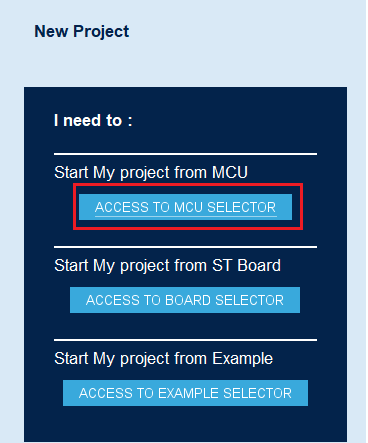 New Project
I need to :
Start My project from MCU
ACCESS TO MCU SELECTOR
Start My project from ST Board
ACCESS TO BOARD SELECTOR
Start My project from Example
ACCESS TO EXAMPLE SELECTOR